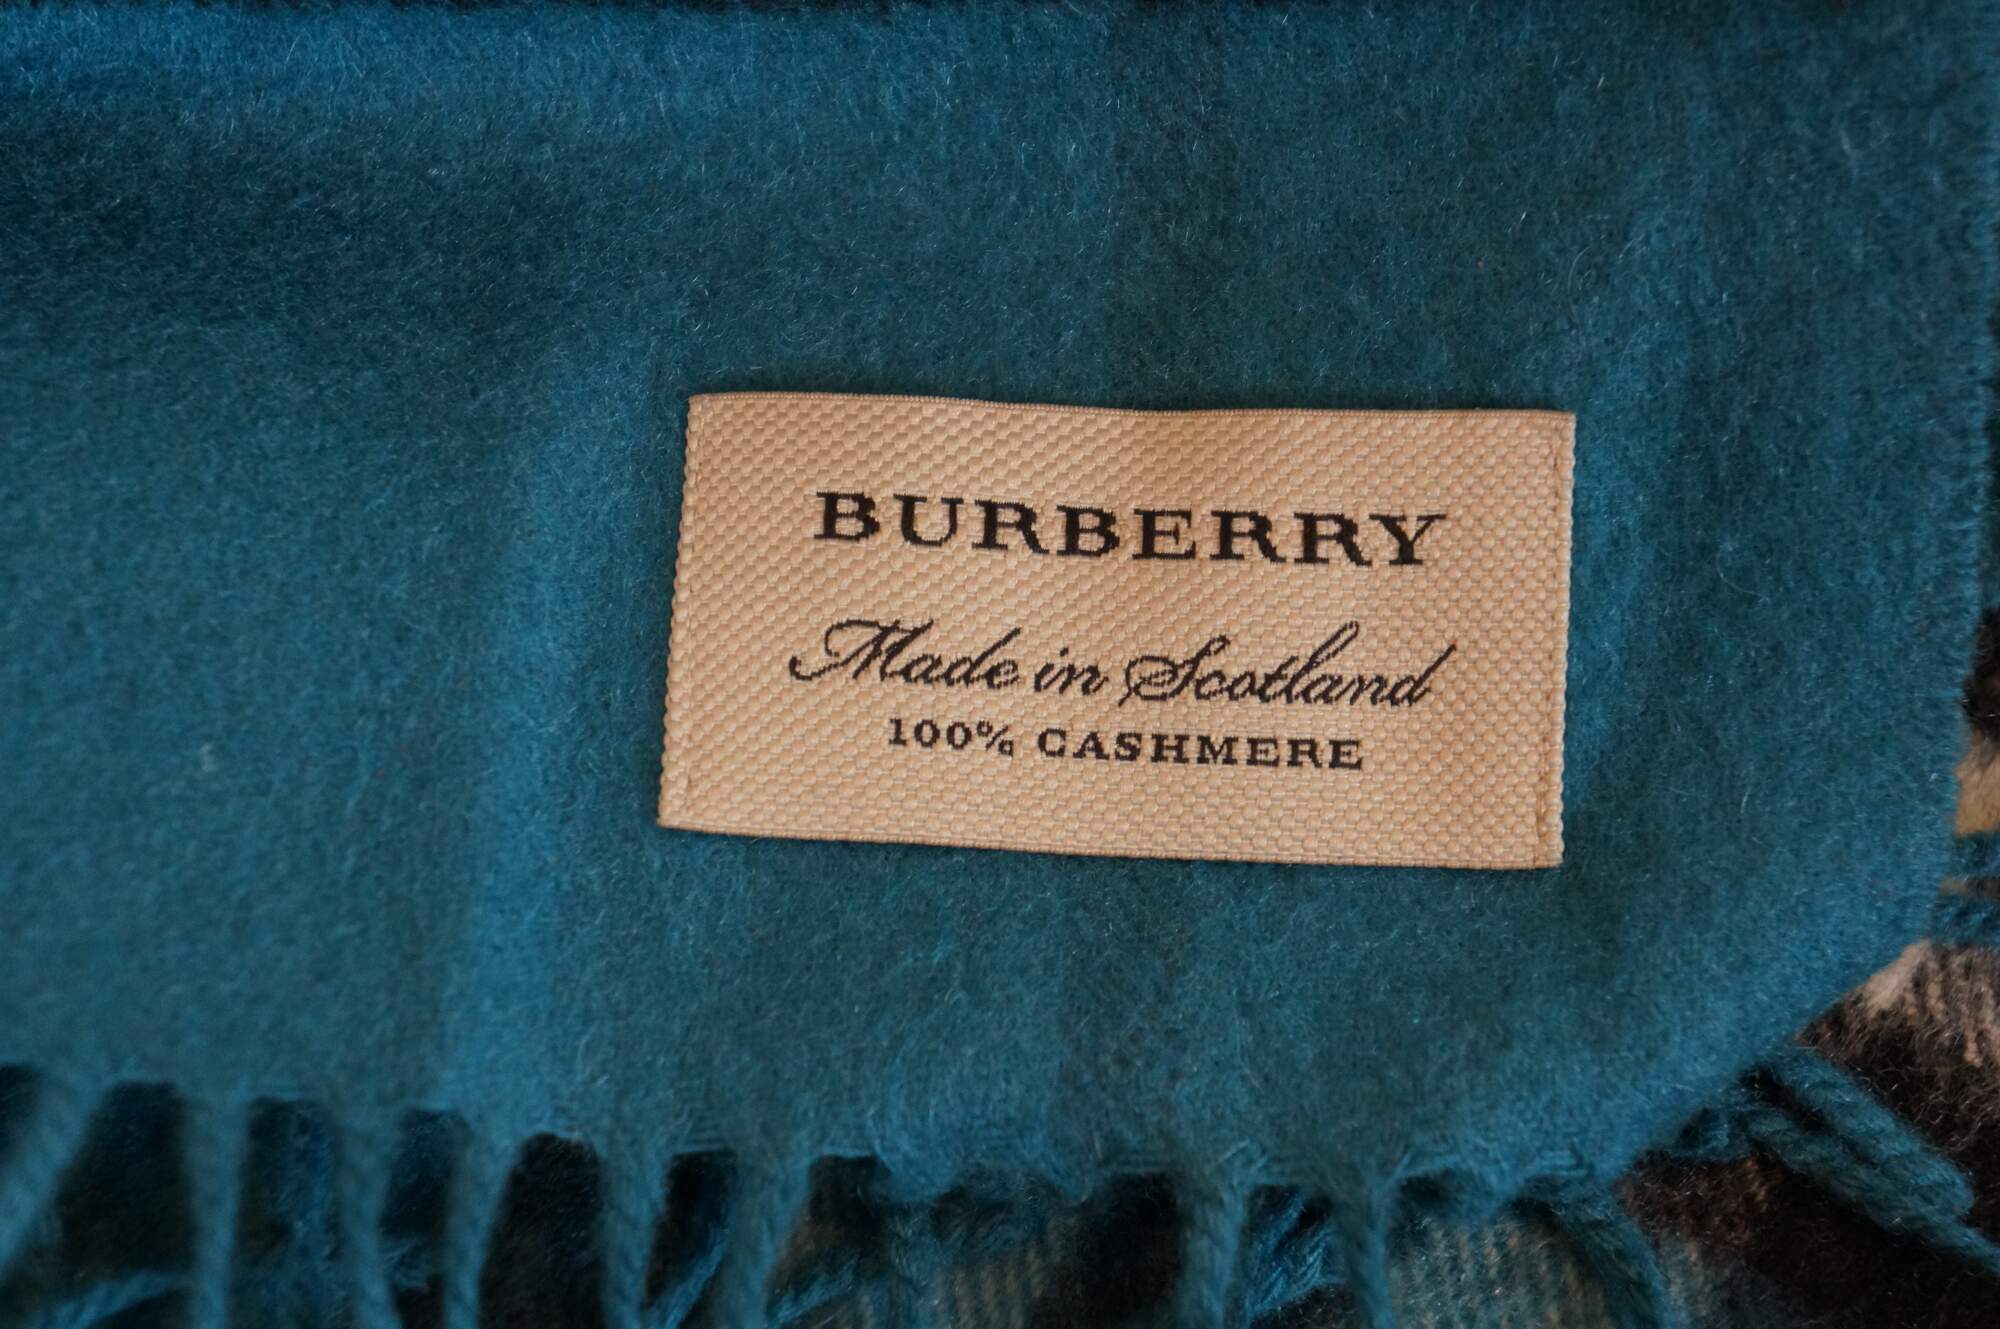 BURBERRY
Made in Scotland
100% CASHMERE